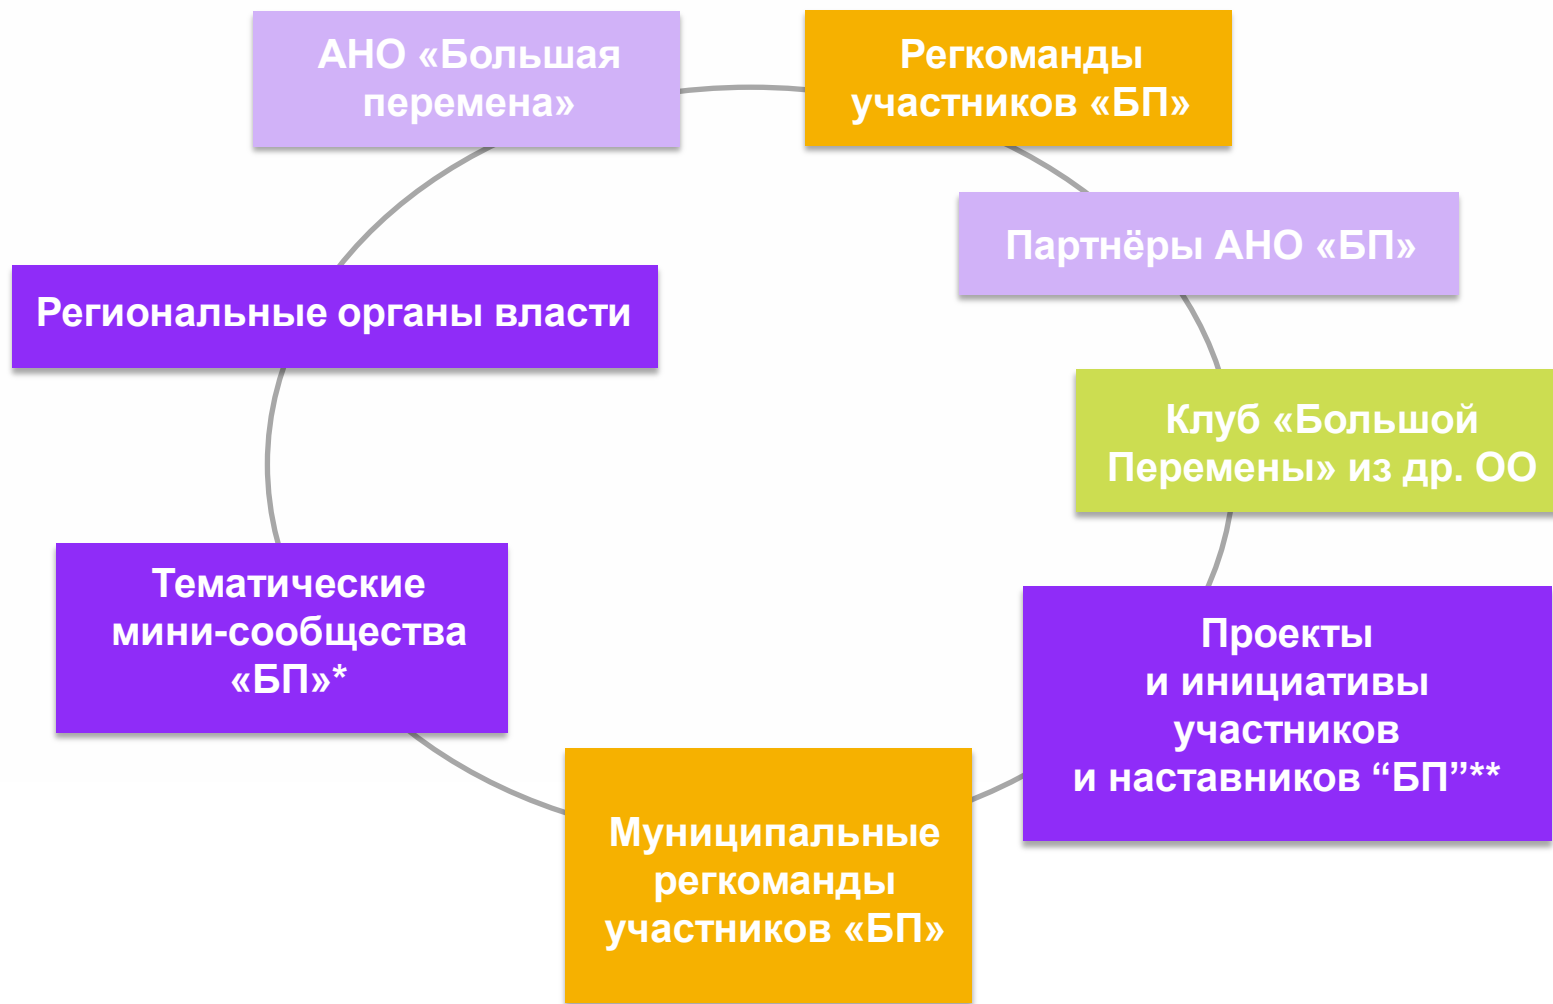 АНО «Большая
перемена»
Регкоманды
участников «БП»
Партнёры АНО «БП»
Региональные органы власти
Клуб «Большой
Перемены» из др. ОО
Тематические
мини-сообщества
«БП»*
Проекты
и инициативы
участников
и наставников “БП”**
Муниципальные
регкоманды
участников «БП»